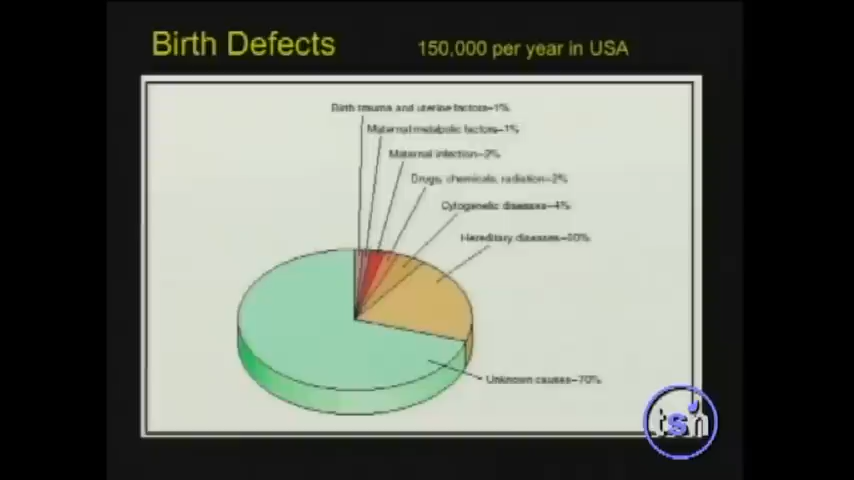 Birth Defects
150,000 per year in USA
Birth trauma and uterine factors–1%
Maternal metabolic factors–1%
Maternal infection–2%
Drugs, chemicals, radiation–2%
Cytogenetic diseases–4%
Hereditary diseases–20%
Unknown causes–70%
tsn